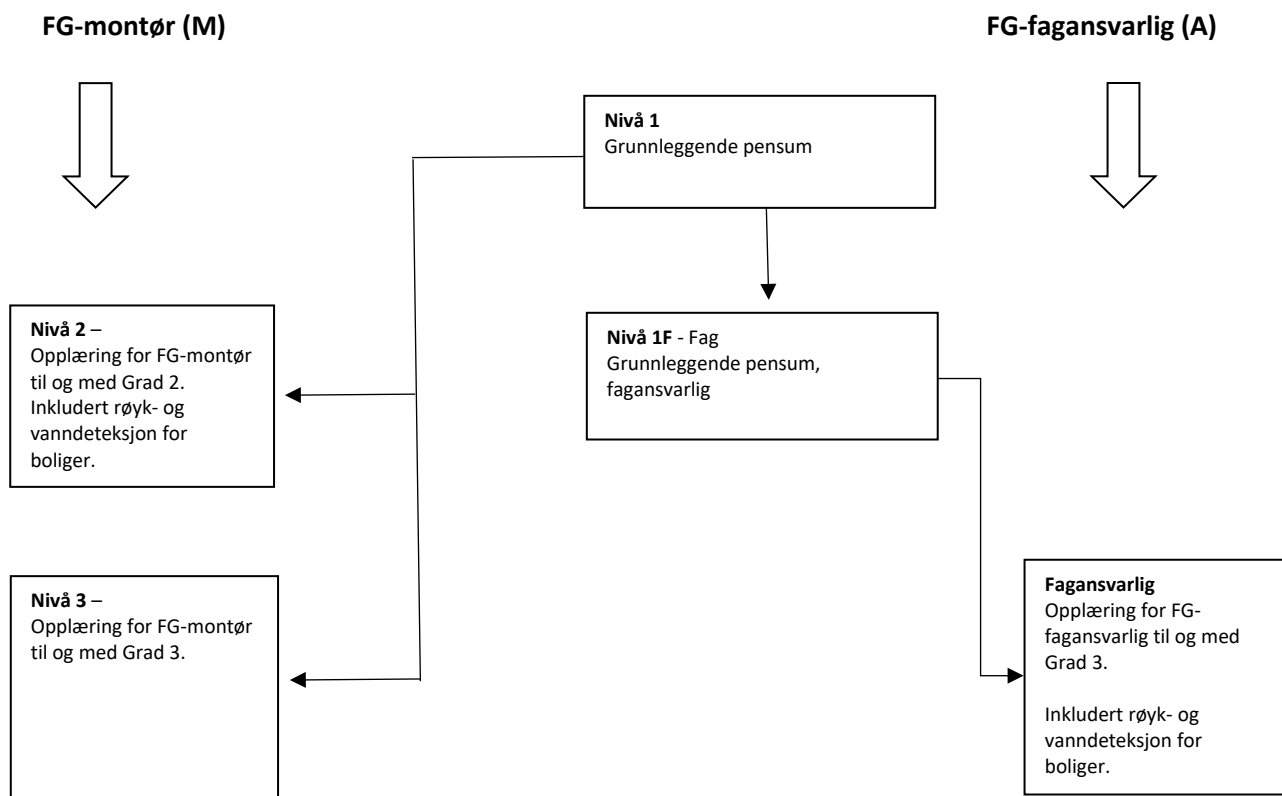 FG-montør (M)
FG-fagansvarlig (A)
Nivå 1
Grunnleggende pensum
Nivå 2 –
Opplæring for FG-montør
til og med Grad 2.
Inkludert røyk- og
vanndeteksjon for
boliger.
Nivå 1F - Fag
Grunnleggende pensum,
fagansvarlig
Nivå 3 –
Opplæring for FG-montør
til og med Grad 3.
Fagansvarlig
Opplæring for FG-
fagansvarlig til og med
Grad 3.
Inkludert røyk- og
vanndeteksjon for
boliger.